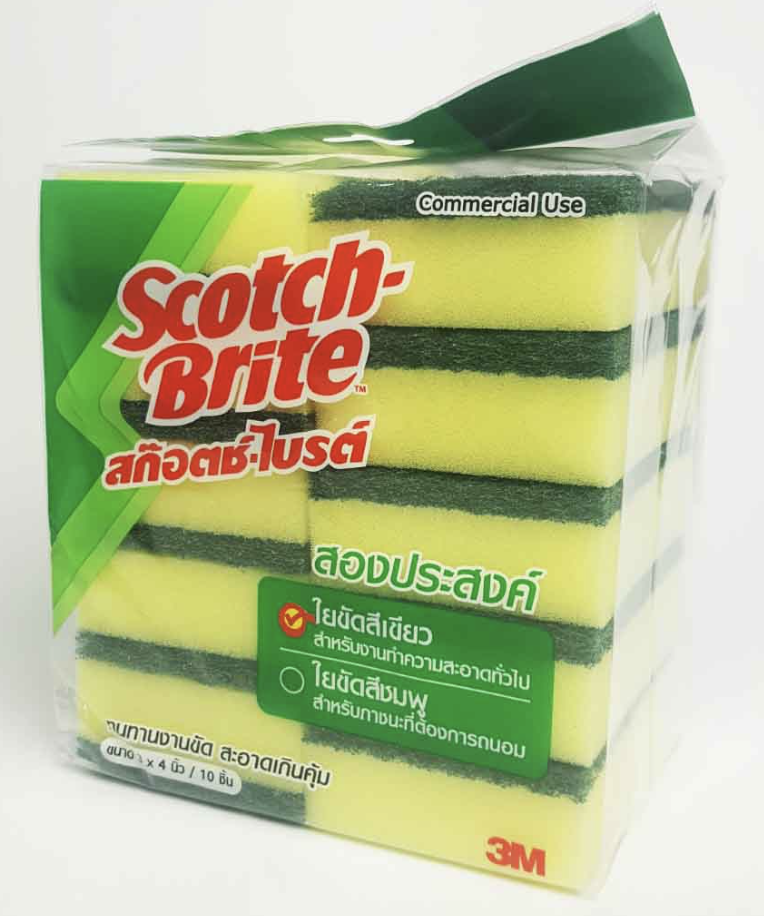 Commercial Use
Scotch-
Brite™
สก๊อตช์-ไบรต์
สองประสงค์
ใยขัดสีเขียว
สำหรับงานทำความสะอาดทั่วไป
ใยขัดสีชมพู
สำหรับภาชนะที่ต้องการถนอม
งานขัด สะอาดเกินคุ้ม
ขนาด x 4 นิ้ว / 10 ชิ้น
3M